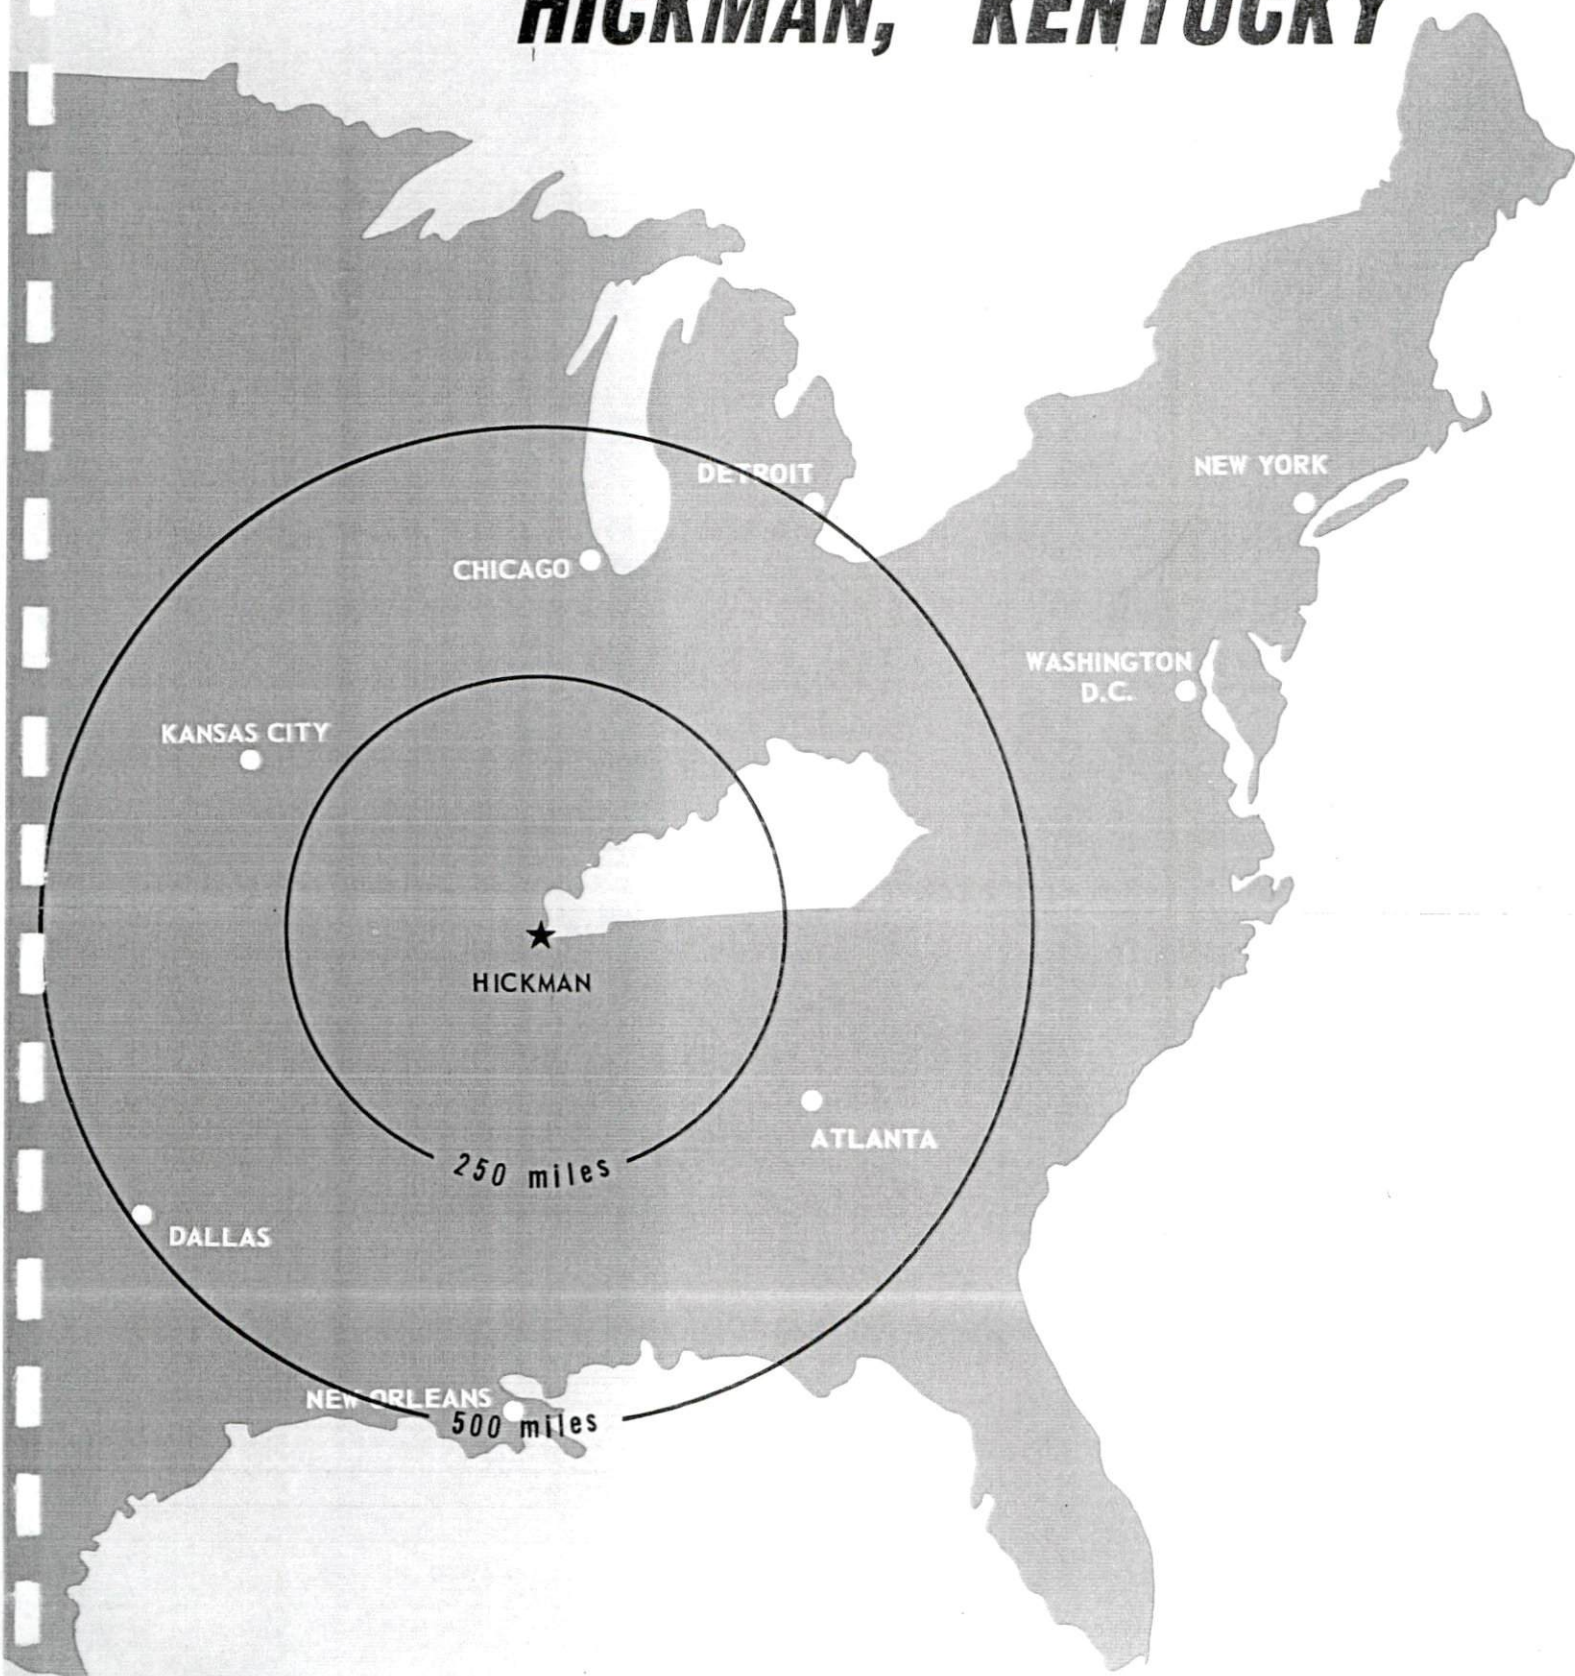 HICKMAN, KENTUCKY
DETROIT
NEW YORK
CHICAGO
WASHINGTON
D.C.
KANSAS CITY
HICKMAN
ATLANTA
250 miles
DALLAS
NEW ORLEANS
500 miles